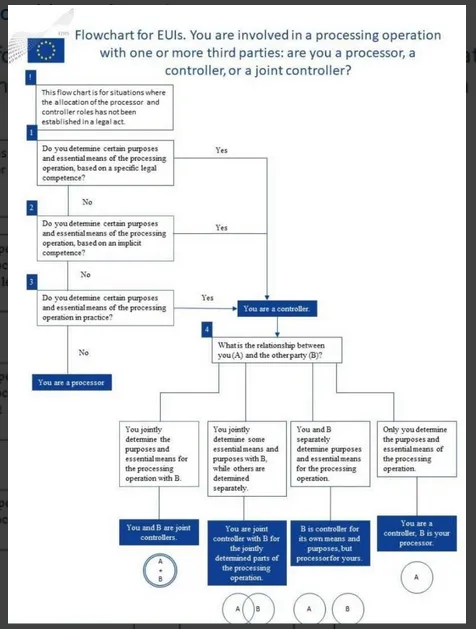 Flowchart for EUIs. You are involved in a processing operation
with one or more third parties: are you a processor, a
controller, or a joint controller?
!
This flow chart is for situations where
the allocation of the processor and
controller roles has not been
established in a legal act.
1
Do you determine certain purposes
and essential means of the processing
operation, based on a specific legal
competence?
Yes
No
2
Do you determine certain purposes
and essential means of the processing
operation, based on an implicit
competence?
Yes
No
3
Do you determine certain purposes
and essential means of the processing
operation in practice?
Yes
You are a controller.
No
You are a processor
4
What is the relationship between
you (A) and the other party (B)?
You jointly
determine the
purposes and
essential means for
the processing
operation with B.
You jointly
determine some
essential means and
purposes with B,
while others are
determined
separately.
You and B
separately
determine purposes
and essential means
for the processing
operation.
Only you determine
the purposes and
essential means of
the processing
operation.
You and B are joint
controllers.
You are joint
controller with B for
the jointly
determined parts of
the processing
operation.
B is controller for
its own means and
purposes, but
processor for yours.
You are a
controller, B is your
processor.
A
+
B
A B
A B
A